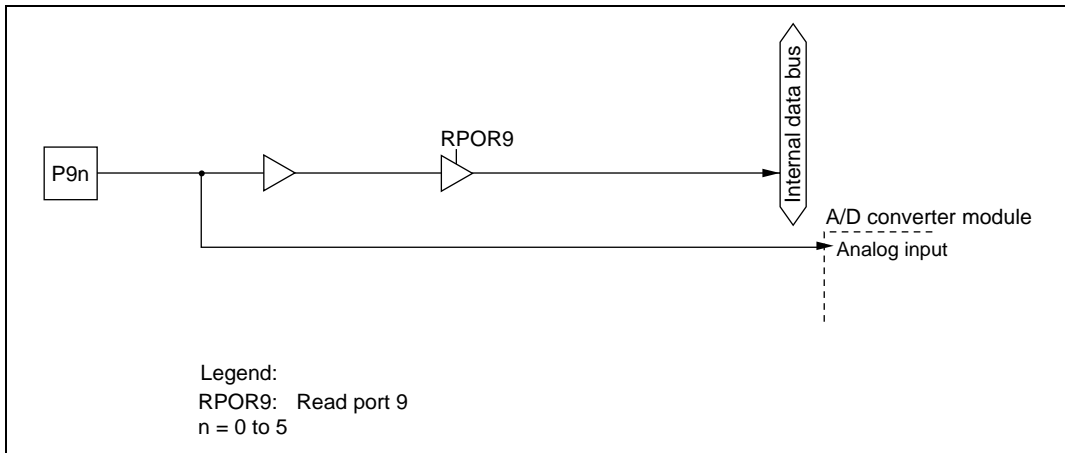 Internal data bus
RPOR9
P9n
A/D converter module
Analog input
Legend:
RPOR9: Read port 9
n = 0 to 5